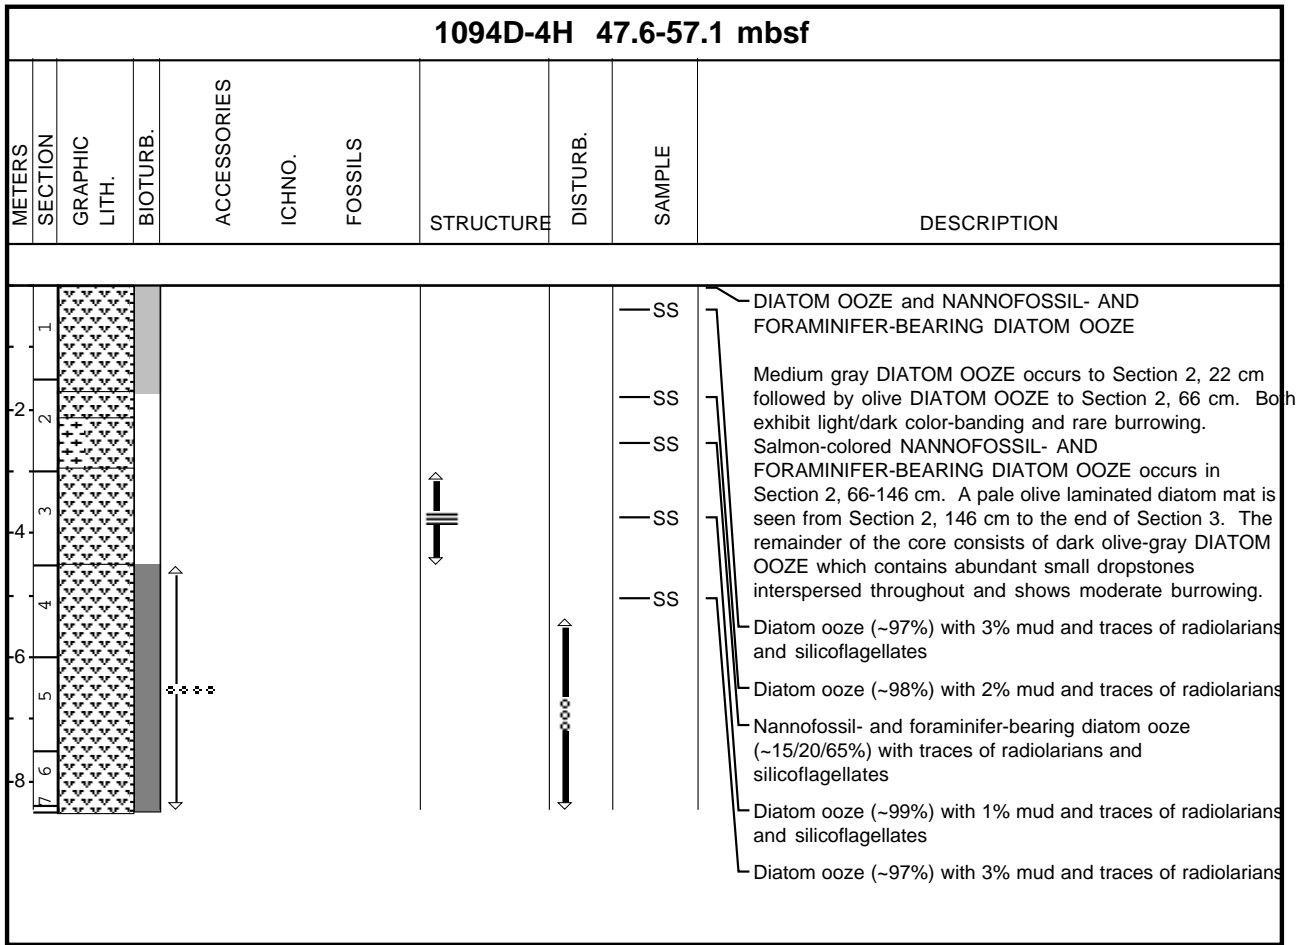 1094D-4H 47.6-57.1 mbsf
METERS
SECTION
GRAPHIC
LITH.
BIOTURB.
ACCESSORIES
ICHNO.
FOSSILS
STRUCTURE
DISTURB.
SAMPLE
DESCRIPTION
1
2
3
4
5
6
7
2
4
6
8
SS
SS
SS
SS
SS
DIATOM OOZE and NANNOFOSSIL- AND
FORAMINIFER-BEARING DIATOM OOZE
Medium gray DIATOM OOZE occurs to Section 2, 22 cm
followed by olive DIATOM OOZE to Section 2, 66 cm. Both
exhibit light/dark color-banding and rare burrowing.
Salmon-colored NANNOFOSSIL- AND
FORAMINIFER-BEARING DIATOM OOZE occurs in
Section 2, 66-146 cm. A pale olive laminated diatom mat is
seen from Section 2, 146 cm to the end of Section 3. The
remainder of the core consists of dark olive-gray DIATOM
OOZE which contains abundant small dropstones
interspersed throughout and shows moderate burrowing.
Diatom ooze (~97%) with 3% mud and traces of radiolarians
and silicoflagellates
Diatom ooze (~98%) with 2% mud and traces of radiolarians
Nannofossil- and foraminifer-bearing diatom ooze
(~15/20/65%) with traces of radiolarians and
silicoflagellates
Diatom ooze (~99%) with 1% mud and traces of radiolarians
and silicoflagellates
Diatom ooze (~97%) with 3% mud and traces of radiolarians